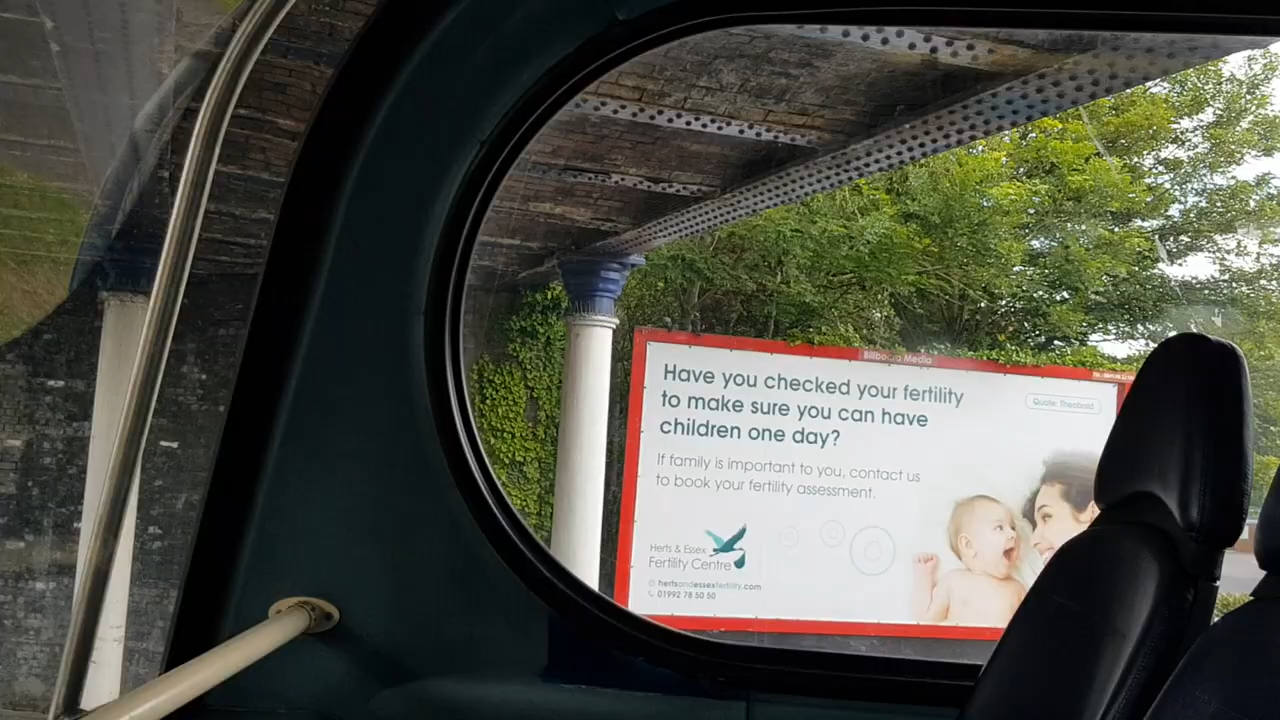 Billboard Media
Have you checked your fertility
to make sure you can have
children one day?
Quote: Theobald
If family is important to you, contact us
to book your fertility assessment.
Herts & Essex
Fertility Centre
hertsandessexfertility.com
01992 78 50 50